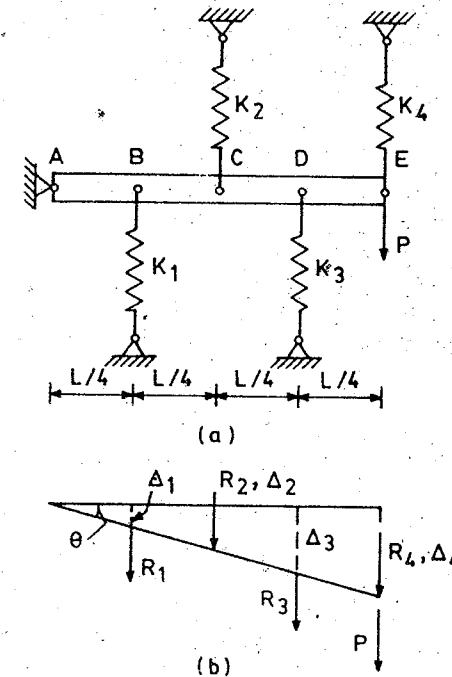 K2 K4
A B C D E
P
K1 K3
L/4 L/4 L/4 L/4
(a)
Δ1 R2, Δ2
θ Δ3 R4, Δ4
R1
R3
P
(b)